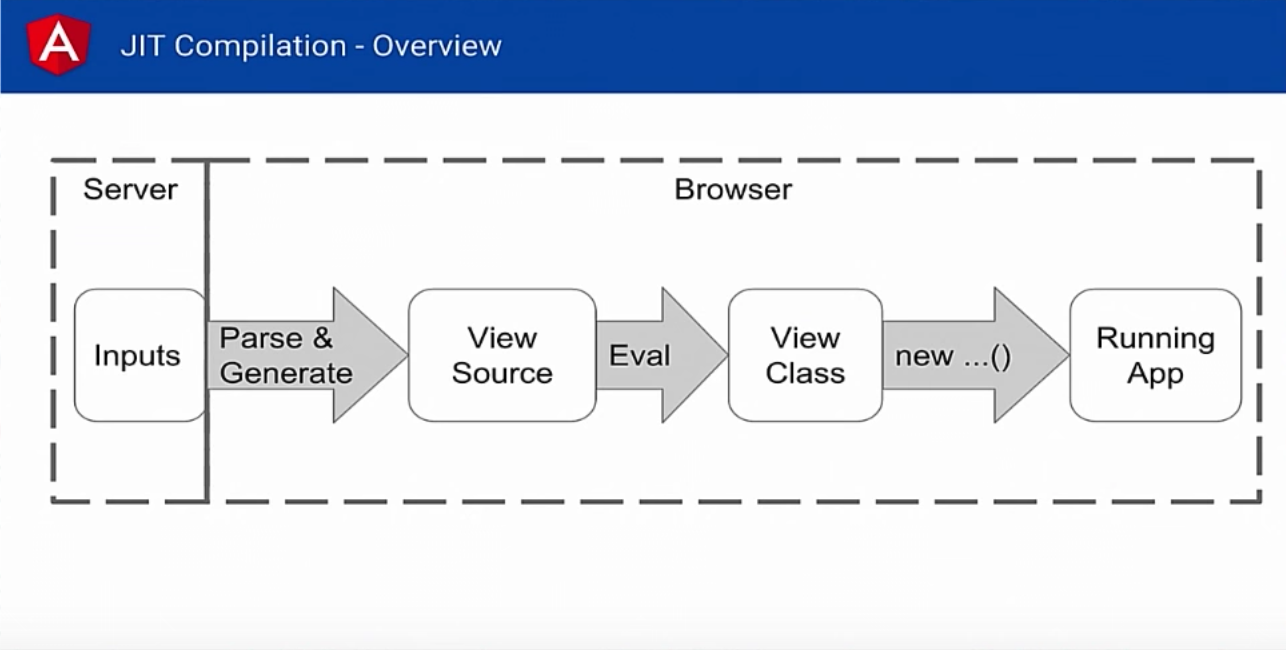 JIT Compilation - Overview
Server
Browser
Inputs
Parse &
Generate
View
Source
Eval
View
Class
new ...()
Running
App